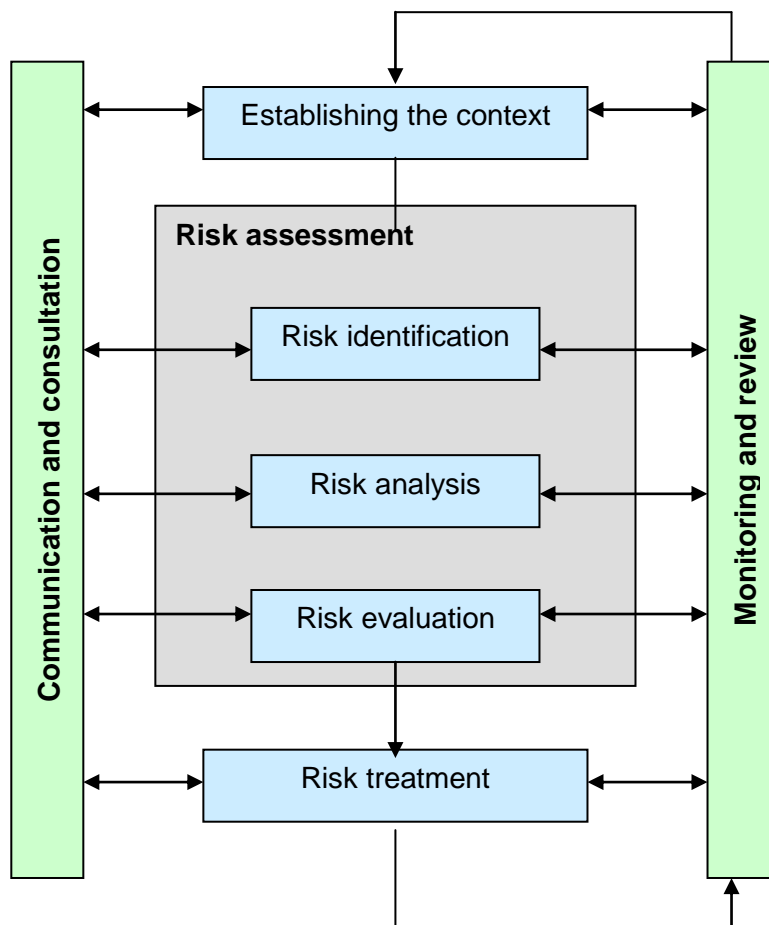 Establishing the context
Risk assessment
Risk identification
Risk analysis
Risk evaluation
Risk treatment
Communication and consultation
Monitoring and review